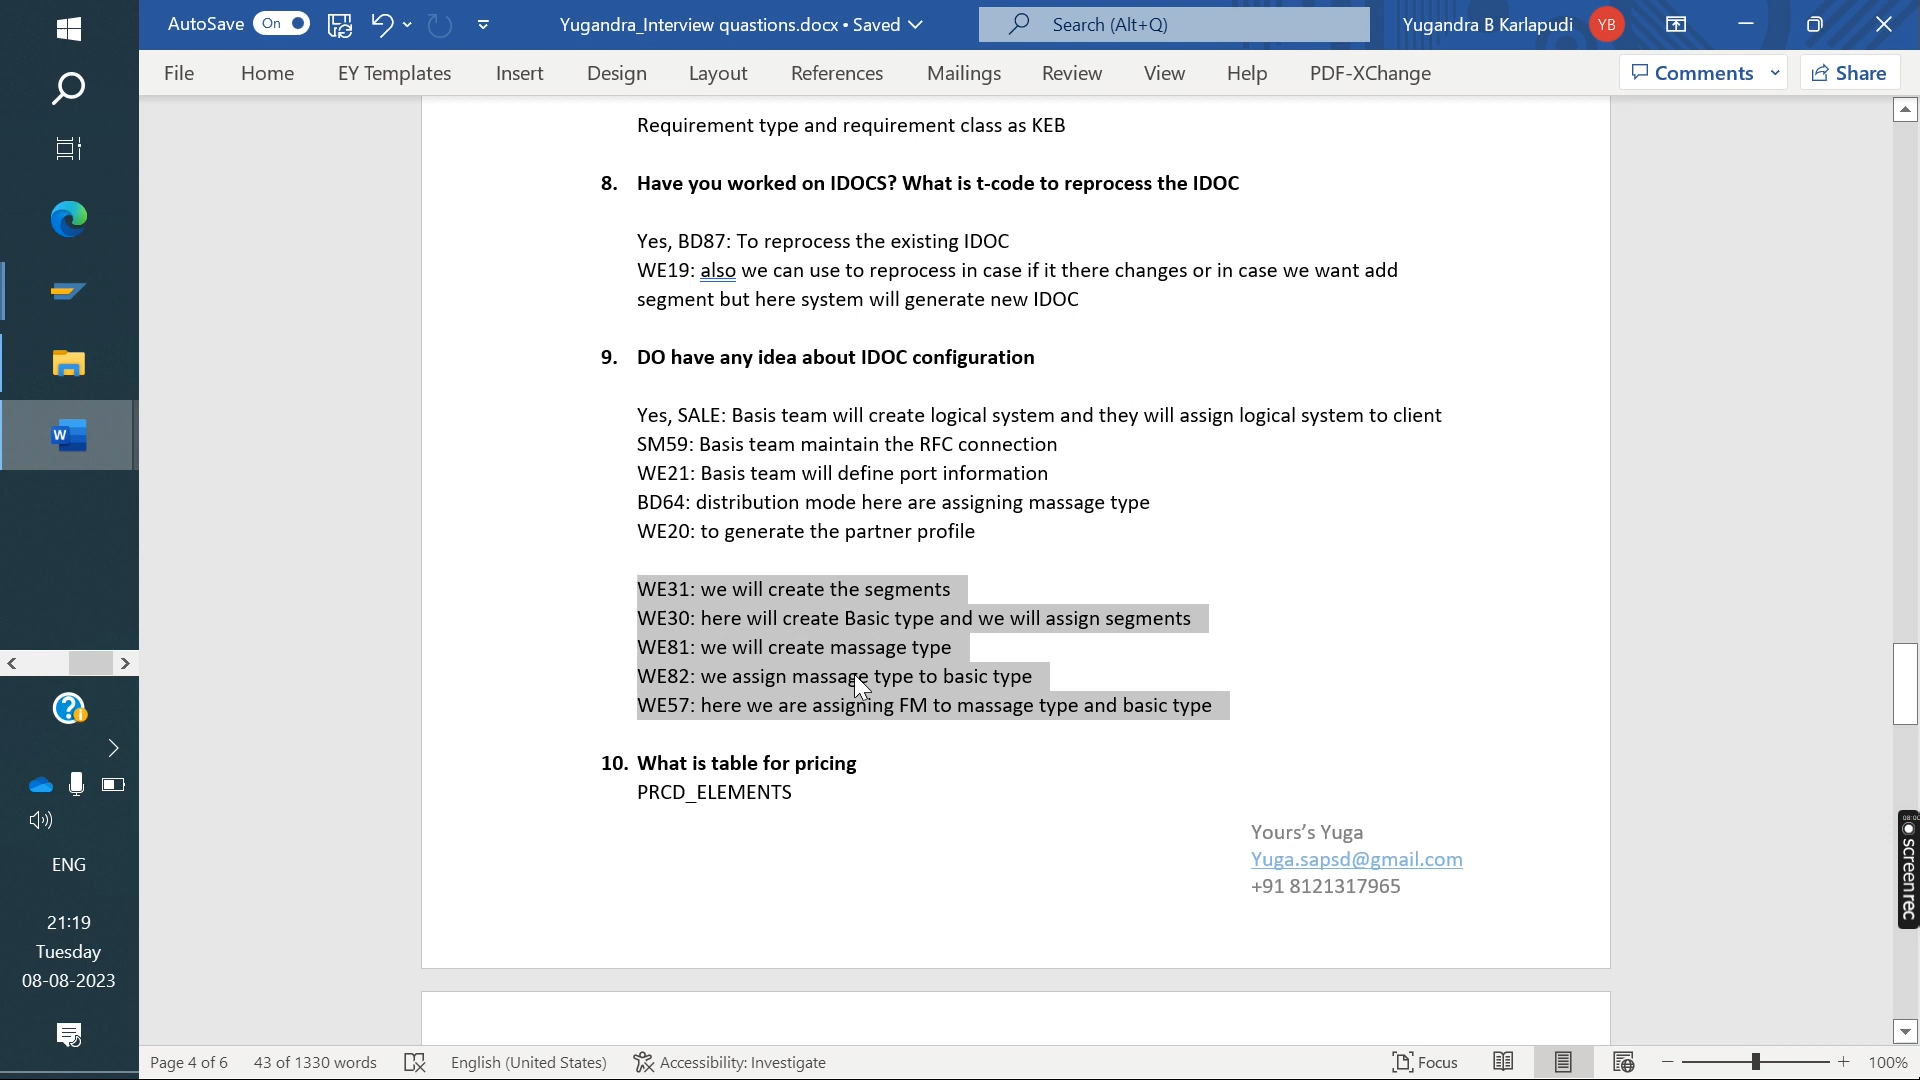 AutoSave On Yugandra_Interview quastions.docx • Saved Search (Alt+Q) Yugandra B Karlapudi YB
File Home EY Templates Insert Design Layout References Mailings Review View Help PDF-XChange Comments Share
Requirement type and requirement class as KEB
8. Have you worked on IDOCS? What is t-code to reprocess the IDOC
Yes, BD87: To reprocess the existing IDOC
WE19: also we can use to reprocess in case if it there changes or in case we want add
segment but here system will generate new IDOC
9. DO have any idea about IDOC configuration
Yes, SALE: Basis team will create logical system and they will assign logical system to client
SM59: Basis team maintain the RFC connection
WE21: Basis team will define port information
BD64: distribution mode here are assigning massage type
WE20: to generate the partner profile
WE31: we will create the segments
WE30: here will create Basic type and we will assign segments
WE81: we will create massage type
WE82: we assign massage type to basic type
WE57: here we are assigning FM to massage type and basic type
10. What is table for pricing
PRCD_ELEMENTS
Yours's Yuga
Yuga.sapsd@gmail.com
+91 8121317965
W
ENG
21:19
Tuesday
08-08-2023
screenrec
Page 4 of 6 43 of 1330 words English (United States) Accessibility: Investigate Focus 100%